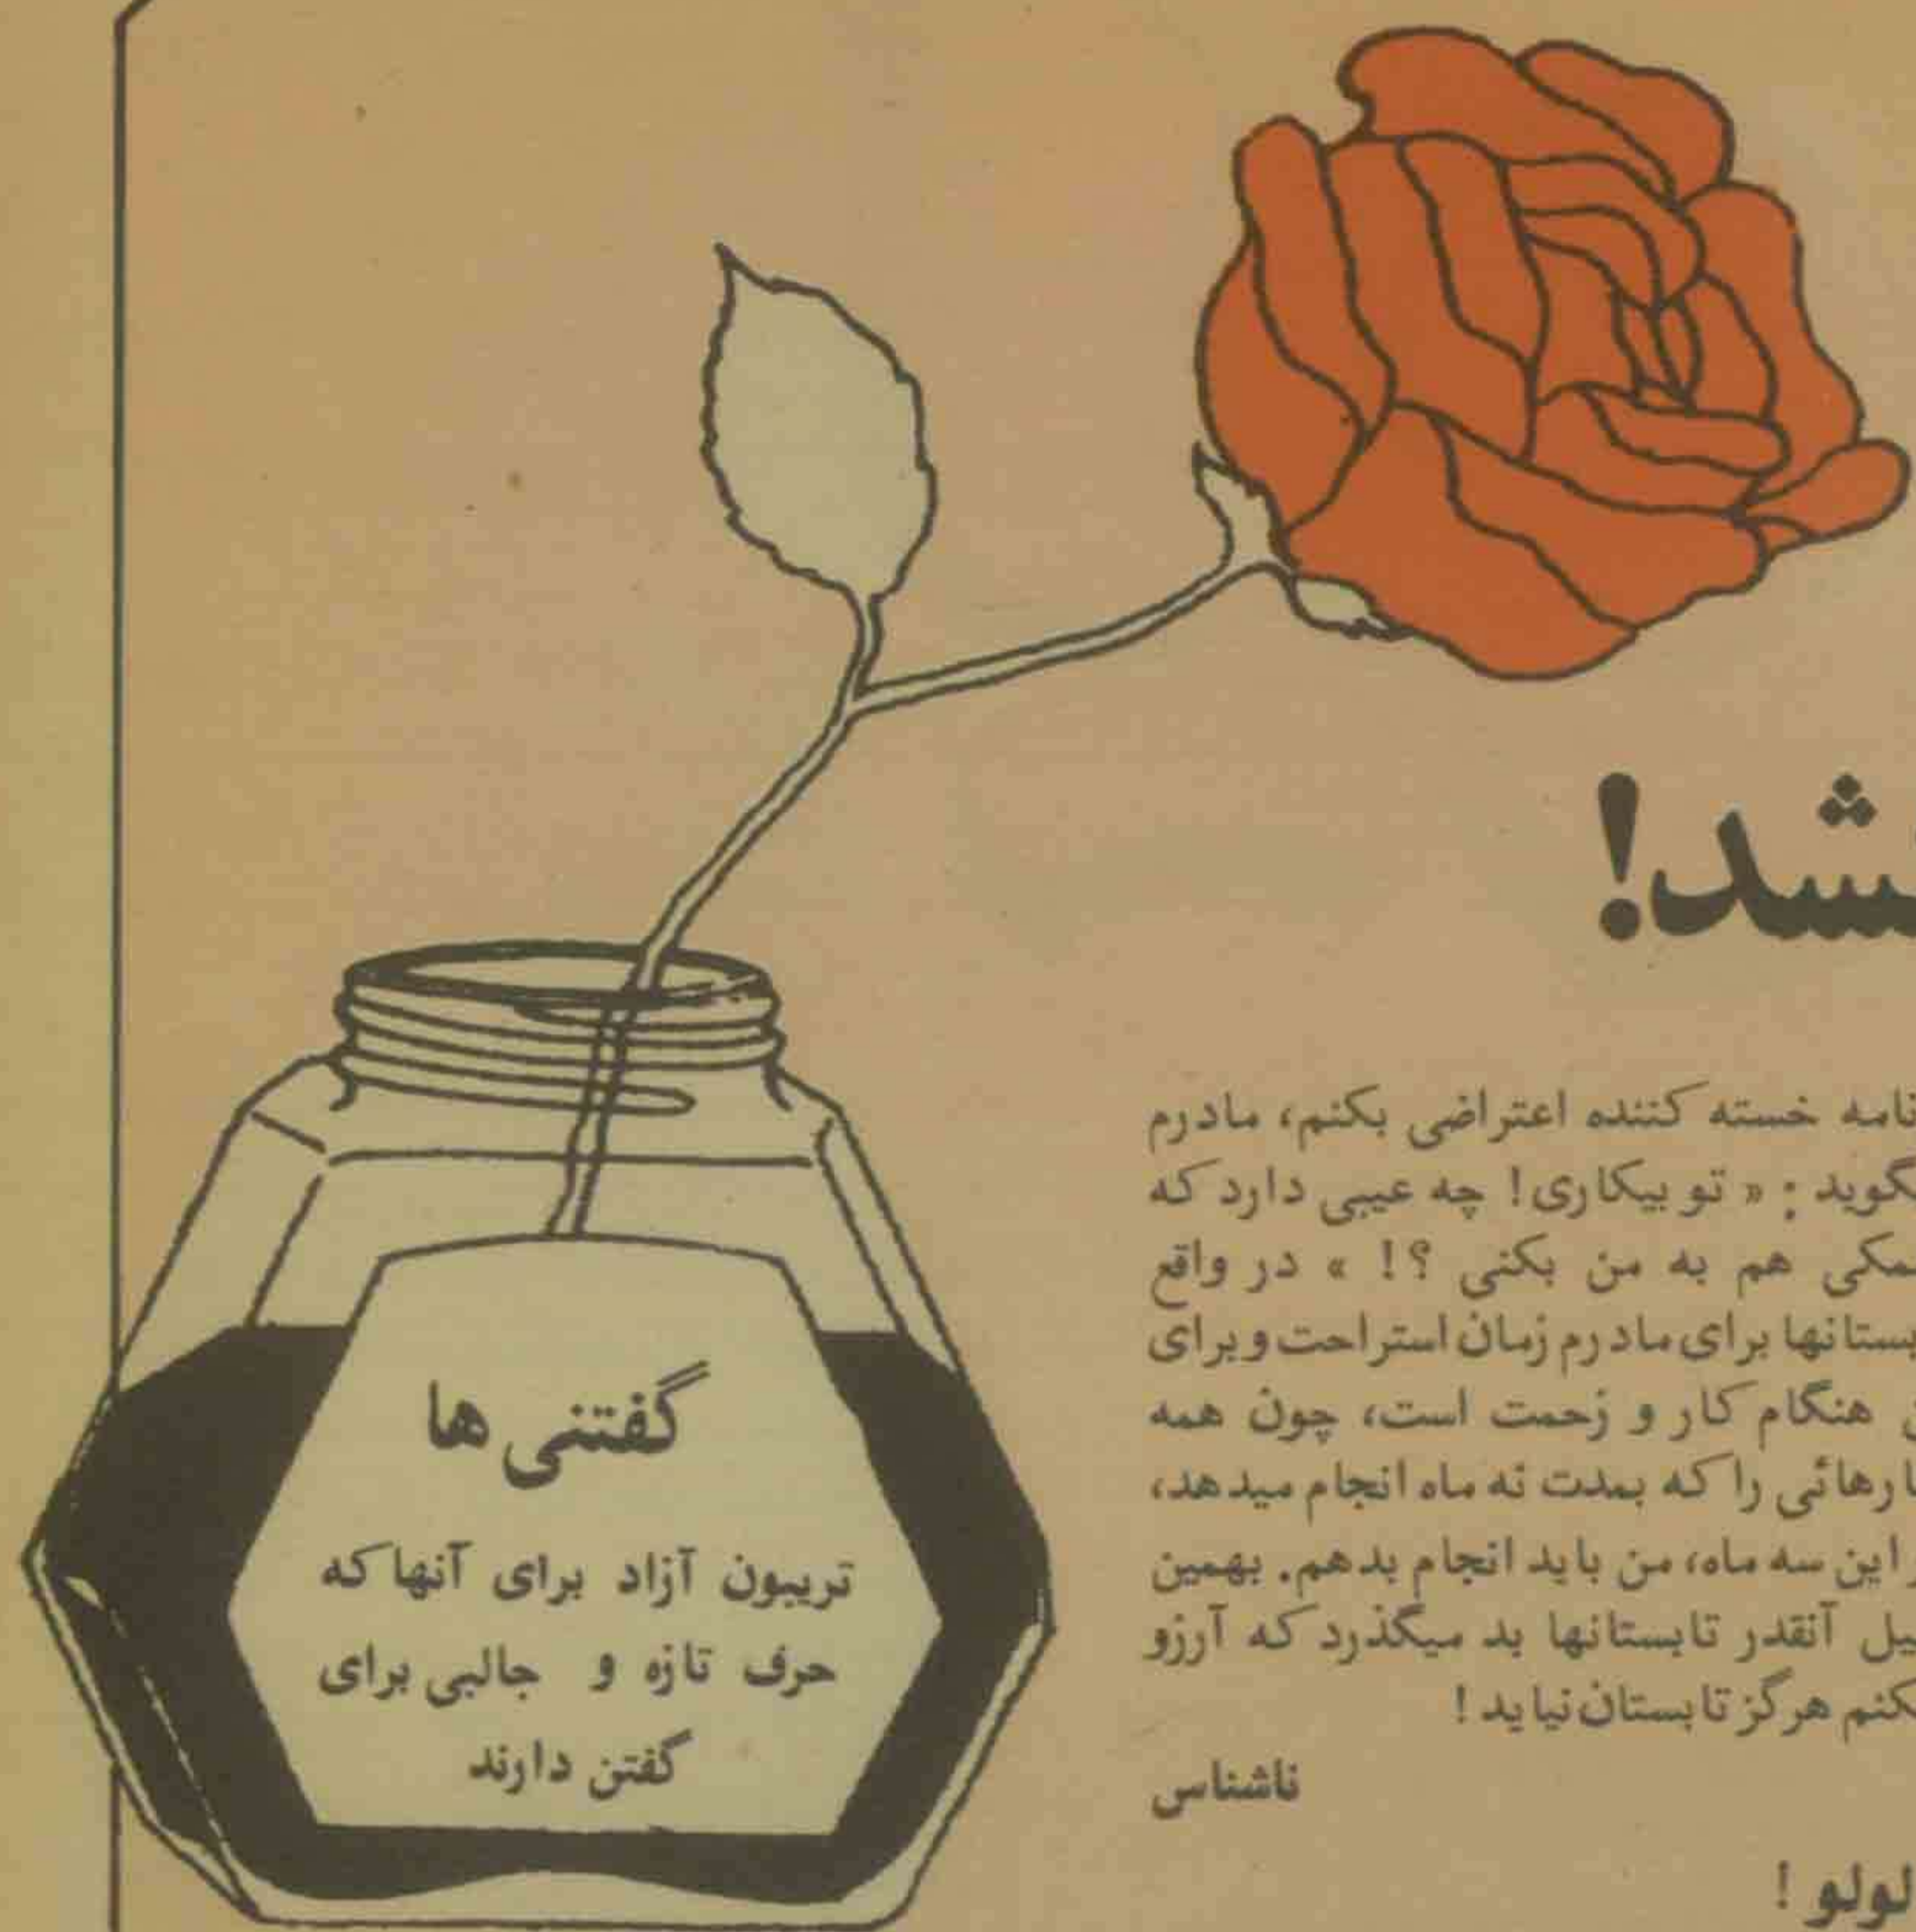 شد!
نامه خسته کننده اعتراضی بکنم، مادرم
گوید : « تو بیکاری! چه عیبی دارد که
مکی هم به من بکنی ؟! » در واقع
بستانها برای مادرم زمان استراحت و برای
هنگام کار و زحمت است، چون همه
ارهائی را که بمدت نه ماه انجام میدهد،
ر این سه ماه، من باید انجام بدهم. بهمین
یل آنقدر تابستانها بد میگذرد که آرزو
کنم هرگز تابستان نیاید !
ناشناس
لولو !
گفتنی ها
تریبون آزاد برای آنها که
حرف تازه و جالبی برای
گفتن دارند